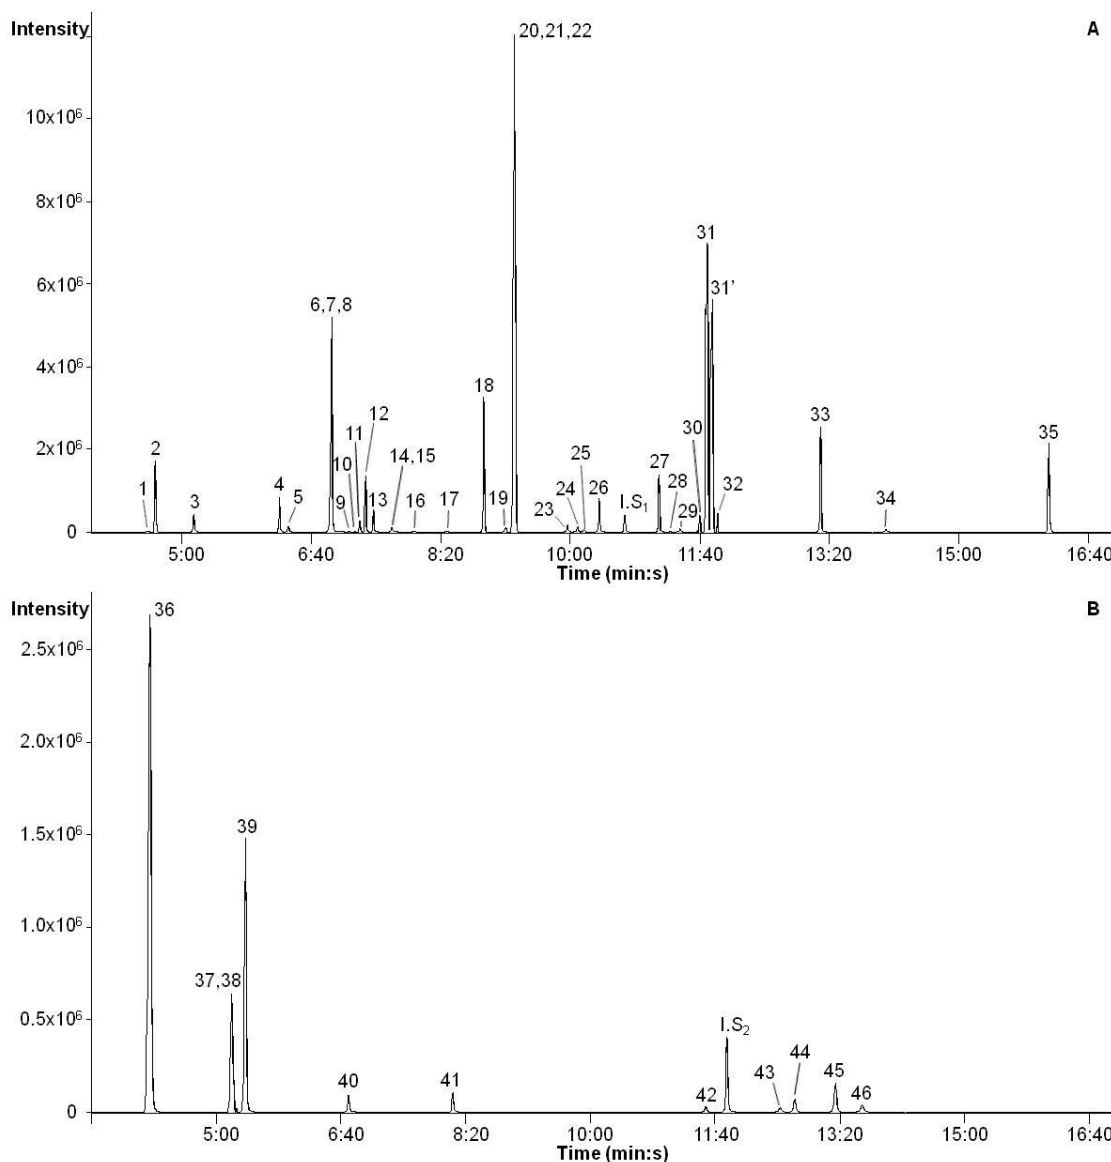 Intensity
A
20,21,22
10x10⁶
8x10⁶
31
6x10⁶
6,7,8
31'
4x10⁶
18
12
33
11
30
35
2x10⁶
2
10
14,15
25
27
4
24
26
I.S₁
28
32
1
3
5
9
13
16
17
19
23
29
34
0
5:00 6:40 8:20 10:00 11:40 13:20 15:00 16:40
Time (min:s)
Intensity
B
36
2.5x10⁶
2.0x10⁶
1.5x10⁶
39
1.0x10⁶
37,38
I.S₂
0.5x10⁶
40
41
42
43
44
45
46
0
5:00 6:40 8:20 10:00 11:40 13:20 15:00 16:40
Time (min:s)